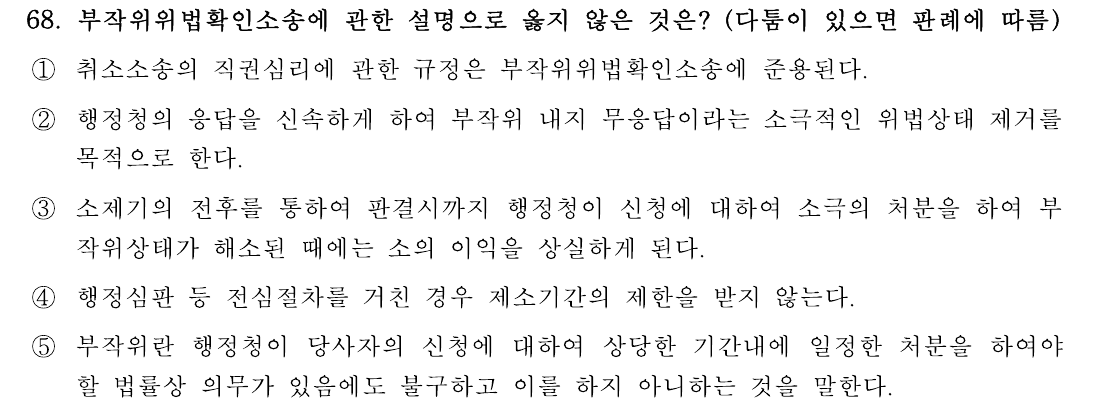 68. 부작위위법확인소송에 관한 설명으로 옳지 않은 것은? (다툼이 있으면 판례에 따름)
① 취소소송의 직권심리에 관한 규정은 부작위위법확인소송에 준용된다.
② 행정청의 응답을 신속하게 하여 부작위 내지 무응답이라는 소극적인 위법상태 제거를
목적으로 한다.
③ 소제기의 전후를 통하여 판결시까지 행정청이 신청에 대하여 소극의 처분을 하여 부
작위상태가 해소된 때에는 소의 이익을 상실하게 된다.
④ 행정심판 등 전심절차를 거친 경우 제소기간의 제한을 받지 않는다.
⑤ 부작위란 행정청이 당사자의 신청에 대하여 상당한 기간내에 일정한 처분을 하여야
할 법률상 의무가 있음에도 불구하고 이를 하지 아니하는 것을 말한다.